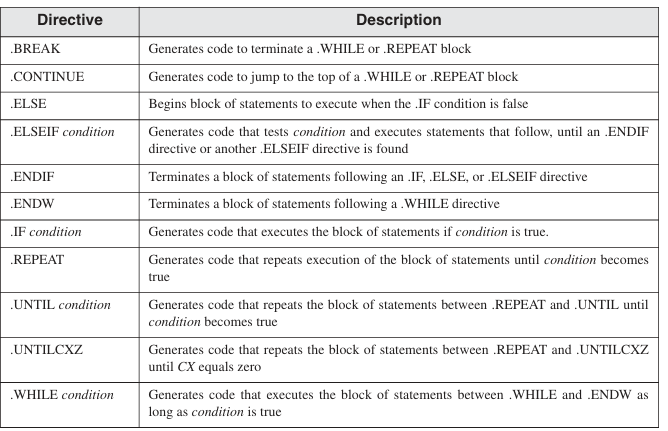 Directive Description
.BREAK Generates code to terminate a .WHILE or .REPEAT block
.CONTINUE Generates code to jump to the top of a .WHILE or .REPEAT block
.ELSE Begins block of statements to execute when the .IF condition is false
.ELSEIF condition Generates code that tests condition and executes statements that follow, until an .ENDIF
directive or another .ELSEIF directive is found
.ENDIF Terminates a block of statements following an .IF, .ELSE, or .ELSEIF directive
.ENDW Terminates a block of statements following a .WHILE directive
.IF condition Generates code that executes the block of statements if condition is true.
.REPEAT Generates code that repeats execution of the block of statements until condition becomes
true
.UNTIL condition Generates code that repeats the block of statements between .REPEAT and .UNTIL until
condition becomes true
.UNTILCXZ Generates code that repeats the block of statements between .REPEAT and .UNTILCXZ
until CX equals zero
.WHILE condition Generates code that executes the block of statements between .WHILE and .ENDW as
long as condition is true